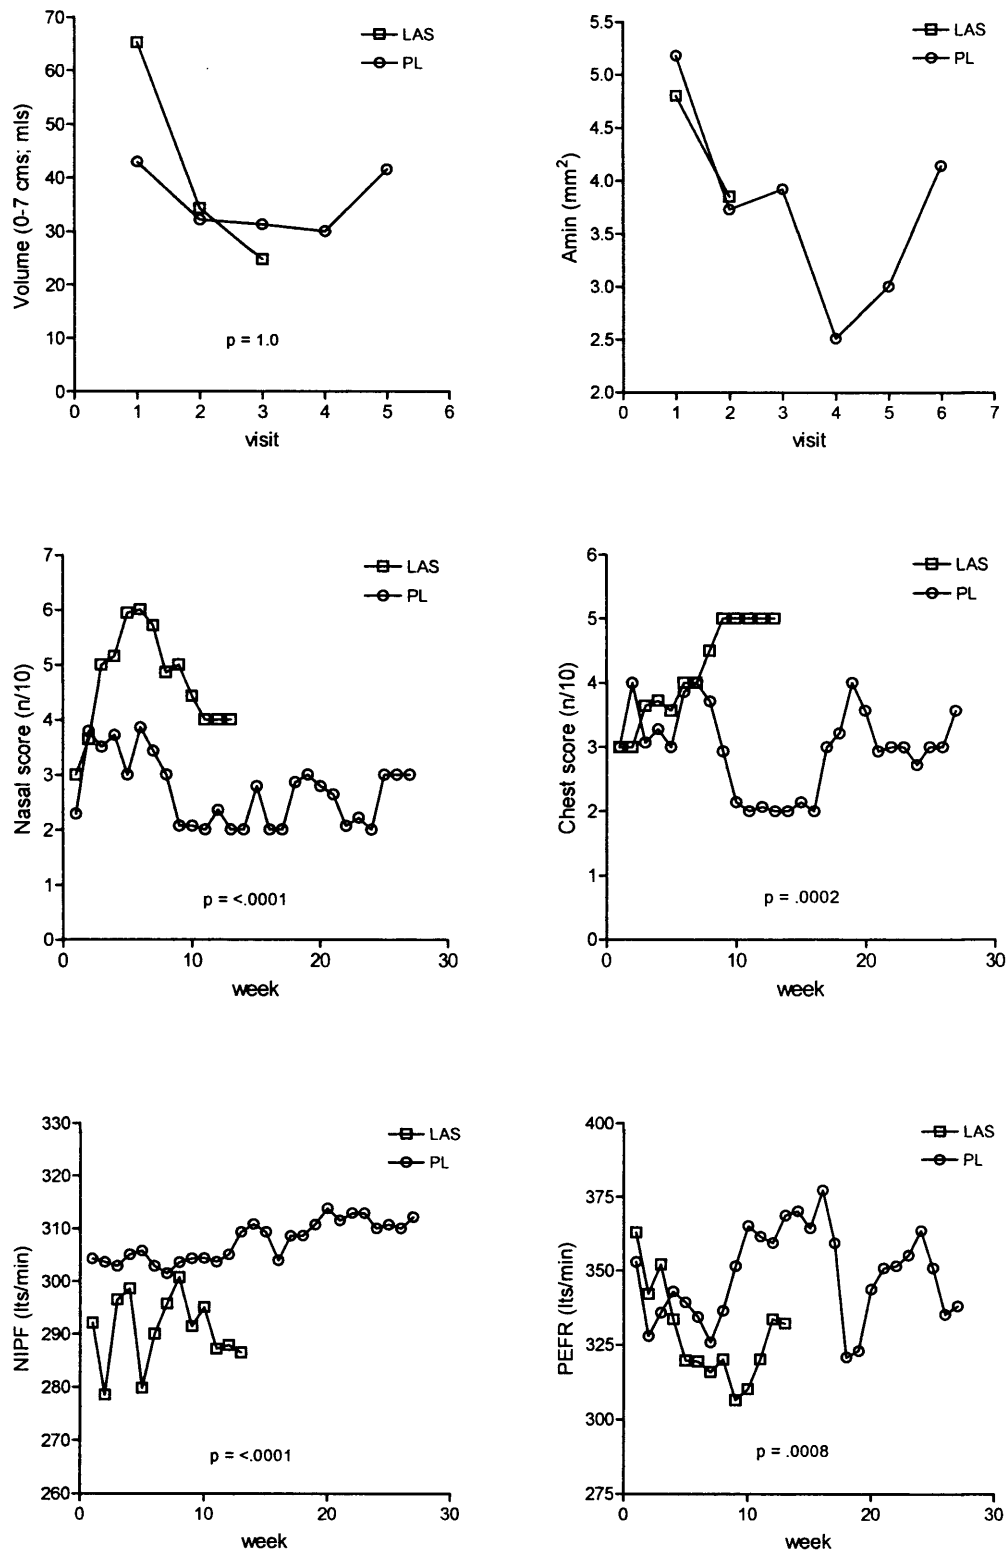 Volume (0-7 cms; mls)
70
60
50
40
30
20
10
0
LAS
PL
p = 1.0
0 1 2 3 4 5 6
visit
Amin (mm²)
5.5
5.0
4.5
4.0
3.5
3.0
2.5
2.0
LAS
PL
0 1 2 3 4 5 6 7
visit
Nasal score (n/10)
7
6
5
4
3
2
1
0
LAS
PL
p = <.0001
0 10 20 30
week
Chest score (n/10)
6
5
4
3
2
1
0
LAS
PL
p = .0002
0 10 20 30
week
NIPF (lts/min)
330
320
310
300
290
280
270
260
LAS
PL
p = <.0001
0 10 20 30
week
PEFR (lts/min)
400
375
350
325
300
275
LAS
PL
p = .0008
0 10 20 30
week